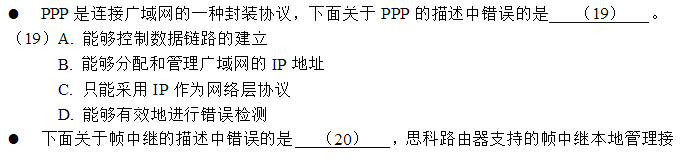 ● PPP 是连接广域网的一种封装协议，下面关于 PPP 的描述中错误的是 （19） 。
（19）A. 能够控制数据链路的建立
B. 能够分配和管理广域网的 IP 地址
C. 只能采用 IP 作为网络层协议
D. 能够有效地进行错误检测
● 下面关于帧中继的描述中错误的是 （20） ，思科路由器支持的帧中继本地管理接